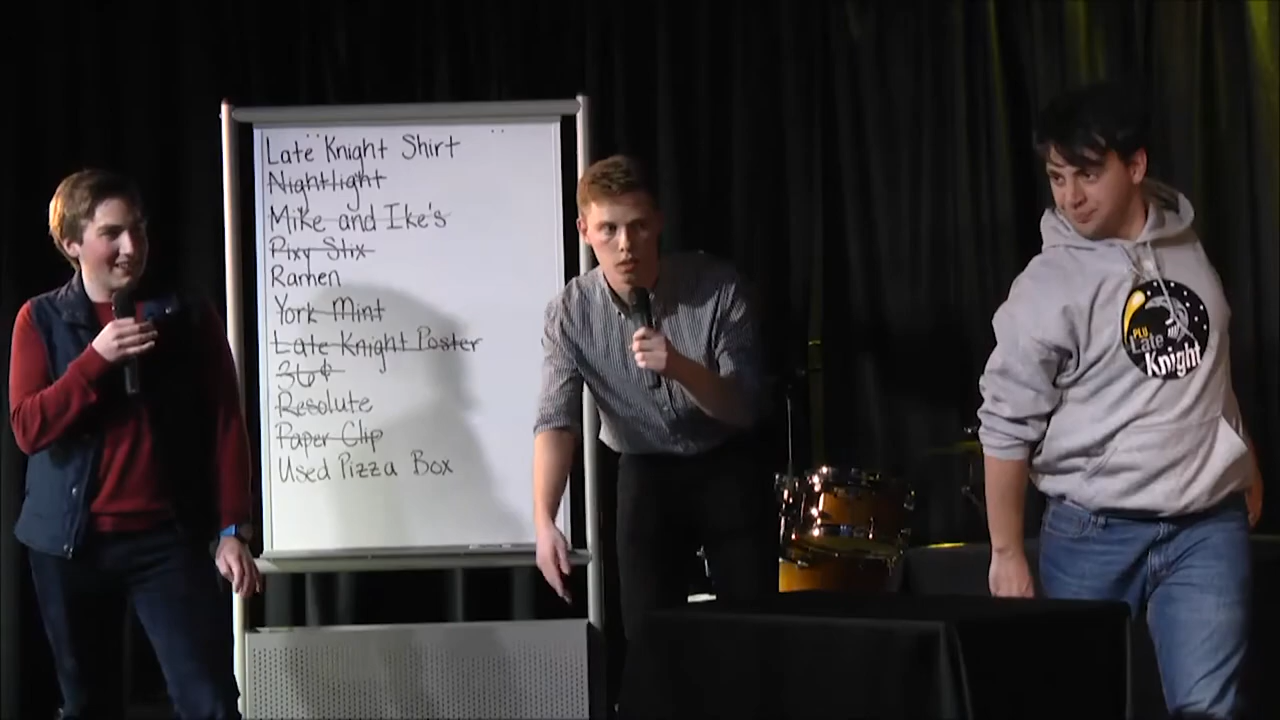 Late Knight Shirt
Nightlight
Mike and Ike's
Pixy Stix
Ramen
York Mint
Late Knight Poster
36¢
Resolute
Paper Clip
Used Pizza Box
PLU
Late
Knight